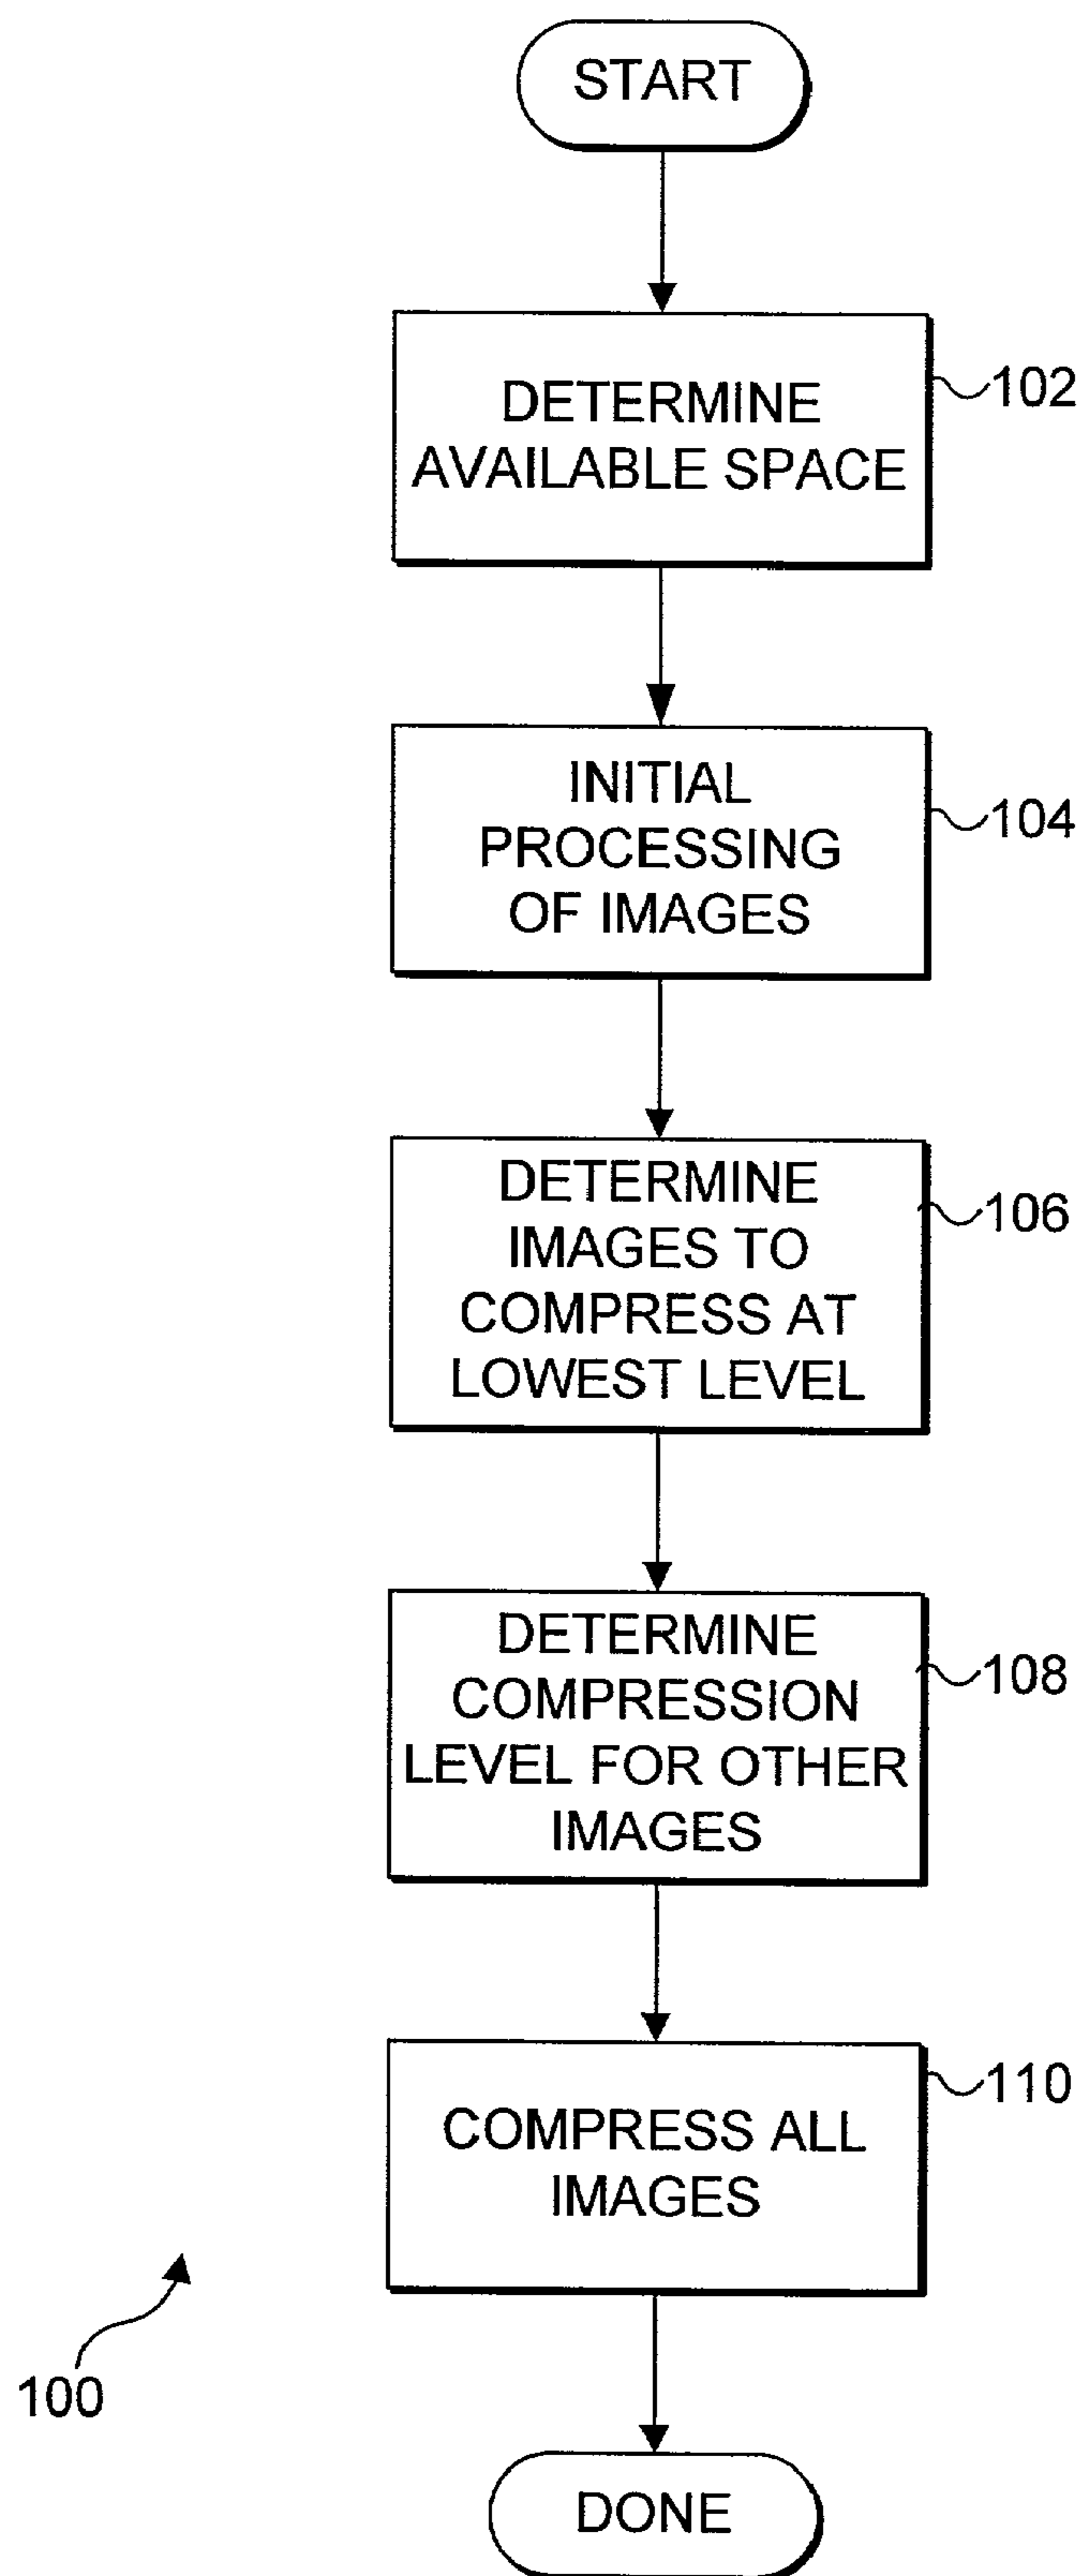 START
DETERMINE
AVAILABLE SPACE
102
INITIAL
PROCESSING
OF IMAGES
104
DETERMINE
IMAGES TO
COMPRESS AT
LOWEST LEVEL
106
DETERMINE
COMPRESSION
LEVEL FOR OTHER
IMAGES
108
COMPRESS ALL
IMAGES
110
100
DONE